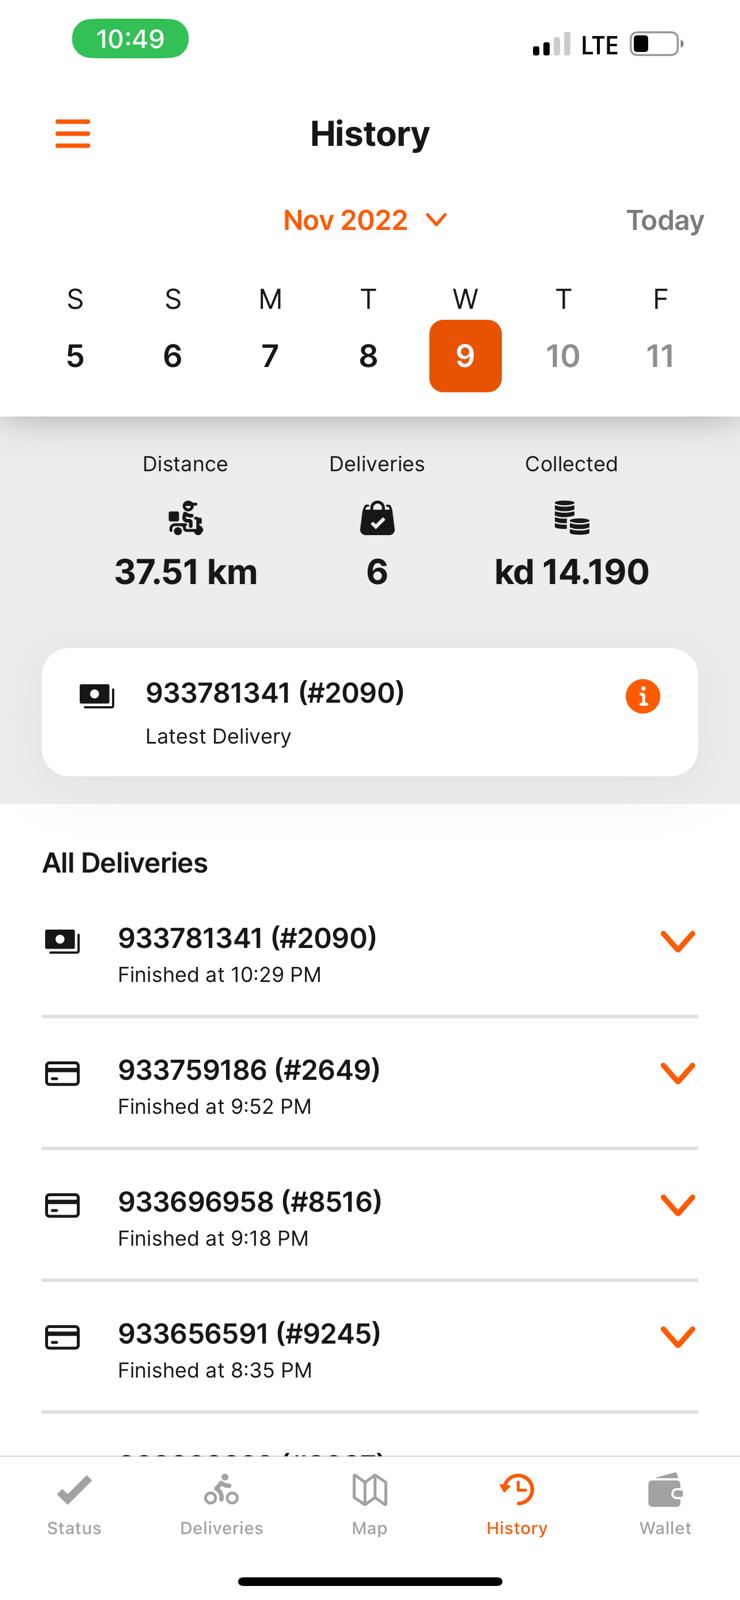 10:49 LTE
History
Nov 2022 Today
S S M T W T F
5 6 7 8 9 10 11
Distance Deliveries Collected
37.51 km 6 kd 14.190
933781341 (#2090)
Latest Delivery
All Deliveries
933781341 (#2090)
Finished at 10:29 PM
933759186 (#2649)
Finished at 9:52 PM
933696958 (#8516)
Finished at 9:18 PM
933656591 (#9245)
Finished at 8:35 PM
Status Deliveries Map History Wallet